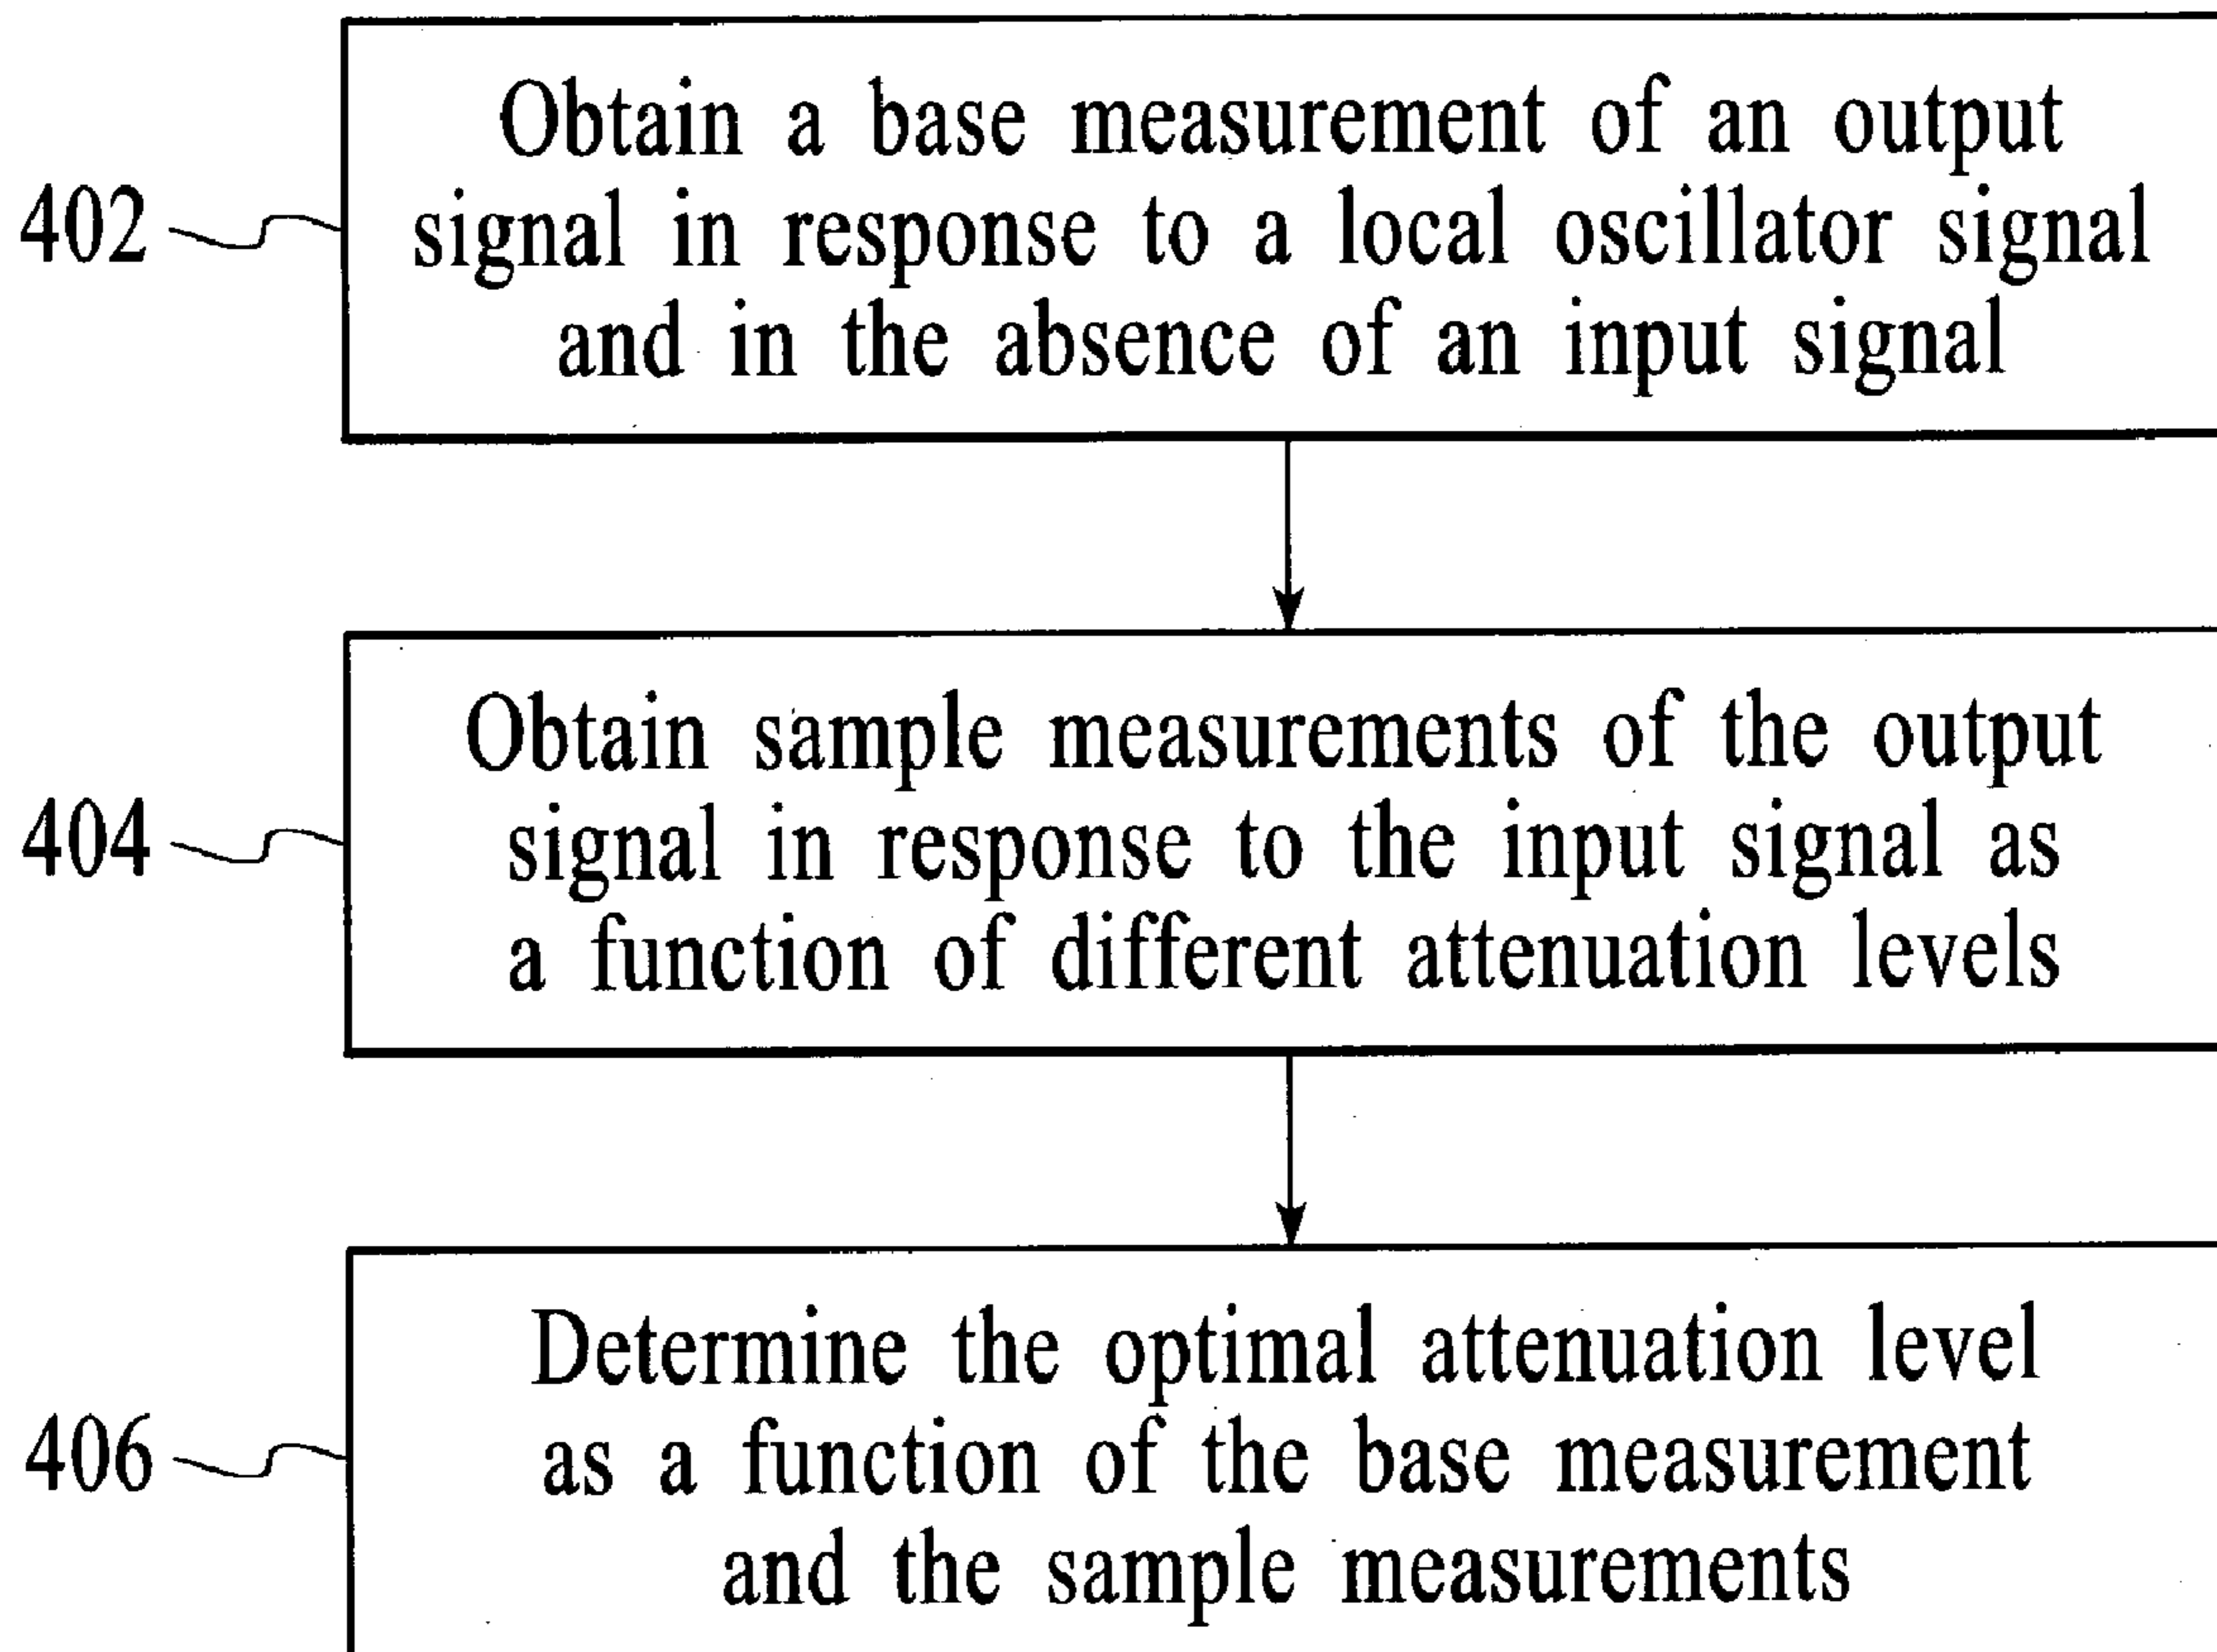 Obtain a base measurement of an output
402
signal in response to a local oscillator signal
and in the absence of an input signal
Obtain sample measurements of the output
404
signal in response to the input signal as
a function of different attenuation levels
Determine the optimal attenuation level
406
as a function of the base measurement
and the sample measurements